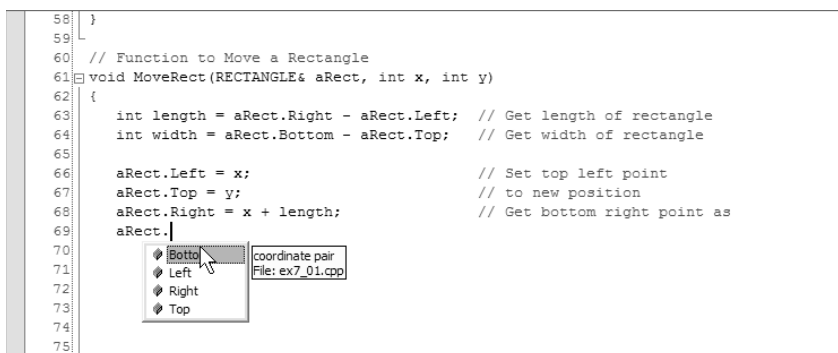 58 }
59
60 // Function to Move a Rectangle
61 void MoveRect(RECTANGLE& aRect, int x, int y)
62 {
63 int length = aRect.Right - aRect.Left; // Get length of rectangle
64 int width = aRect.Bottom - aRect.Top; // Get width of rectangle
65
66 aRect.Left = x; // Set top left point
67 aRect.Top = y; // to new position
68 aRect.Right = x + length; // Get bottom right point as
69 aRect.
70 Botto coordinate pair
71 Left File: ex7_01.cpp
72 Right
73 Top
74
75